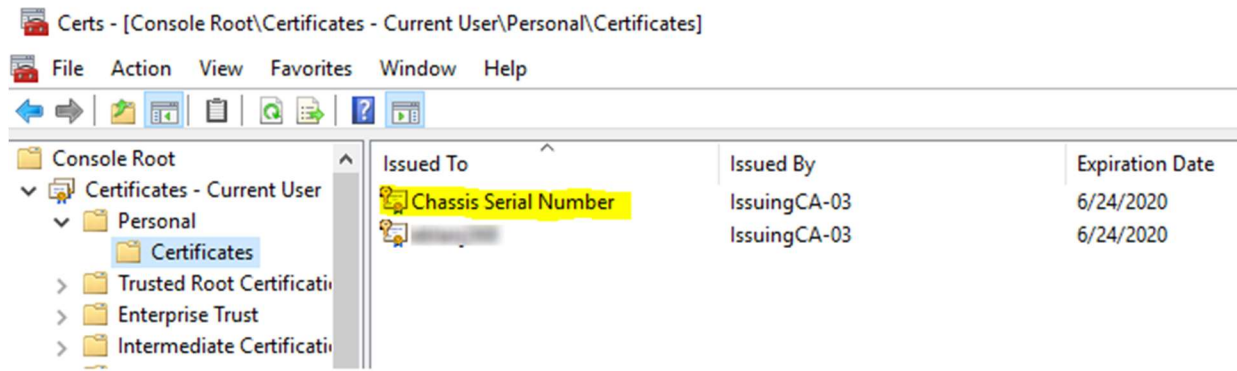 Certs - [Console Root\Certificates - Current User\Personal\Certificates]
File Action View Favorites Window Help
Console Root
Certificates - Current User
Personal
Certificates
Trusted Root Certificati
Enterprise Trust
Intermediate Certificati
Issued To Issued By Expiration Date
Chassis Serial Number IssuingCA-03 6/24/2020
IssuingCA-03 6/24/2020